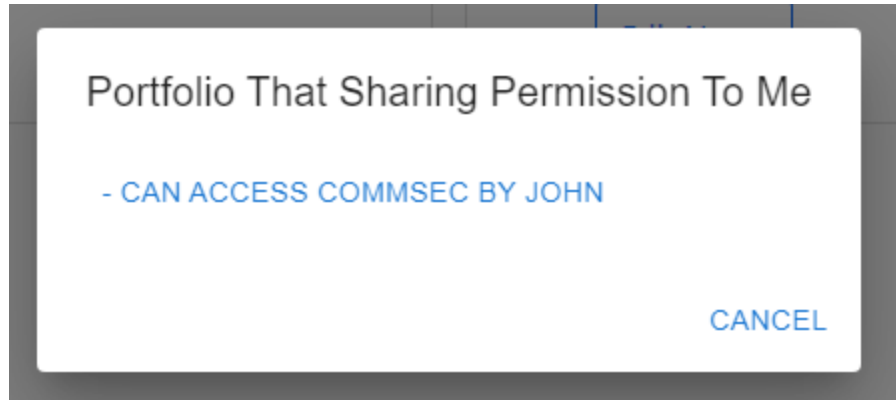 Portfolio That Sharing Permission To Me
- CAN ACCESS COMMSEC BY JOHN
CANCEL